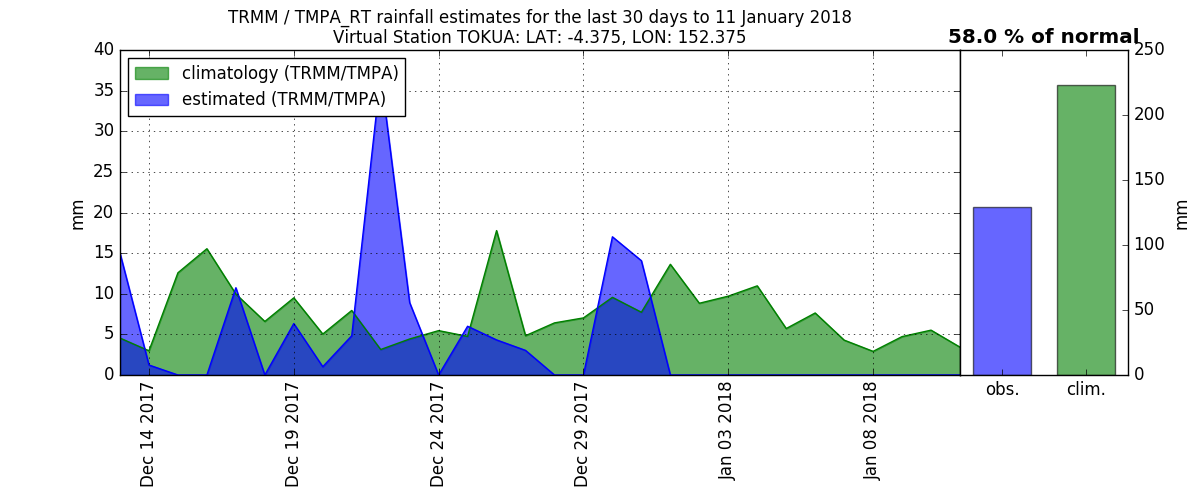 TRMM / TMPA_RT rainfall estimates for the last 30 days to 11 January 2018
Virtual Station TOKUA: LAT: -4.375, LON: 152.375
58.0 % of normal
climatology (TRMM/TMPA)
estimated (TRMM/TMPA)
mm
40
35
30
25
20
15
10
5
0
Dec 14 2017
Dec 19 2017
Dec 24 2017
Dec 29 2017
Jan 03 2018
Jan 08 2018
obs.
clim.
250
200
150
100
50
0
mm